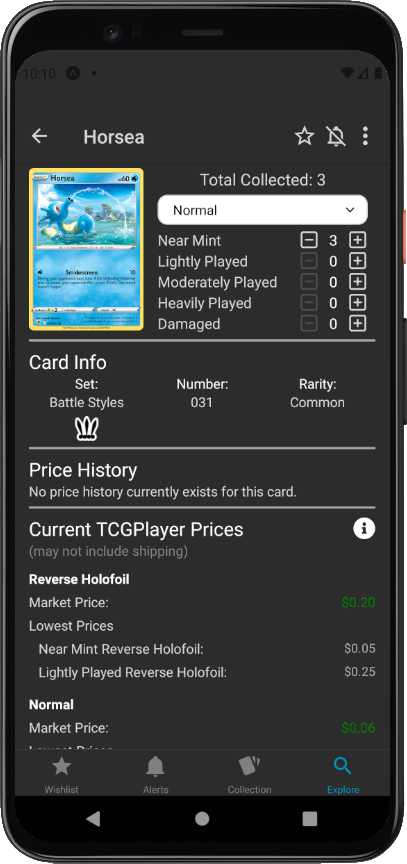 10:10
Horsea
Horsea 60
Smokescreen 10
Total Collected: 3
Normal
Near Mint 3
Lightly Played 0
Moderately Played 0
Heavily Played 0
Damaged 0
Card Info
Set: Number: Rarity:
Battle Styles 031 Common
Price History
No price history currently exists for this card.
Current TCGPlayer Prices
(may not include shipping)
Reverse Holofoil
Market Price: $0.20
Lowest Prices
Near Mint Reverse Holofoil: $0.05
Lightly Played Reverse Holofoil: $0.25
Normal
Market Price: $0.06
Lowest Prices
Wishlist Alerts Collection Explore